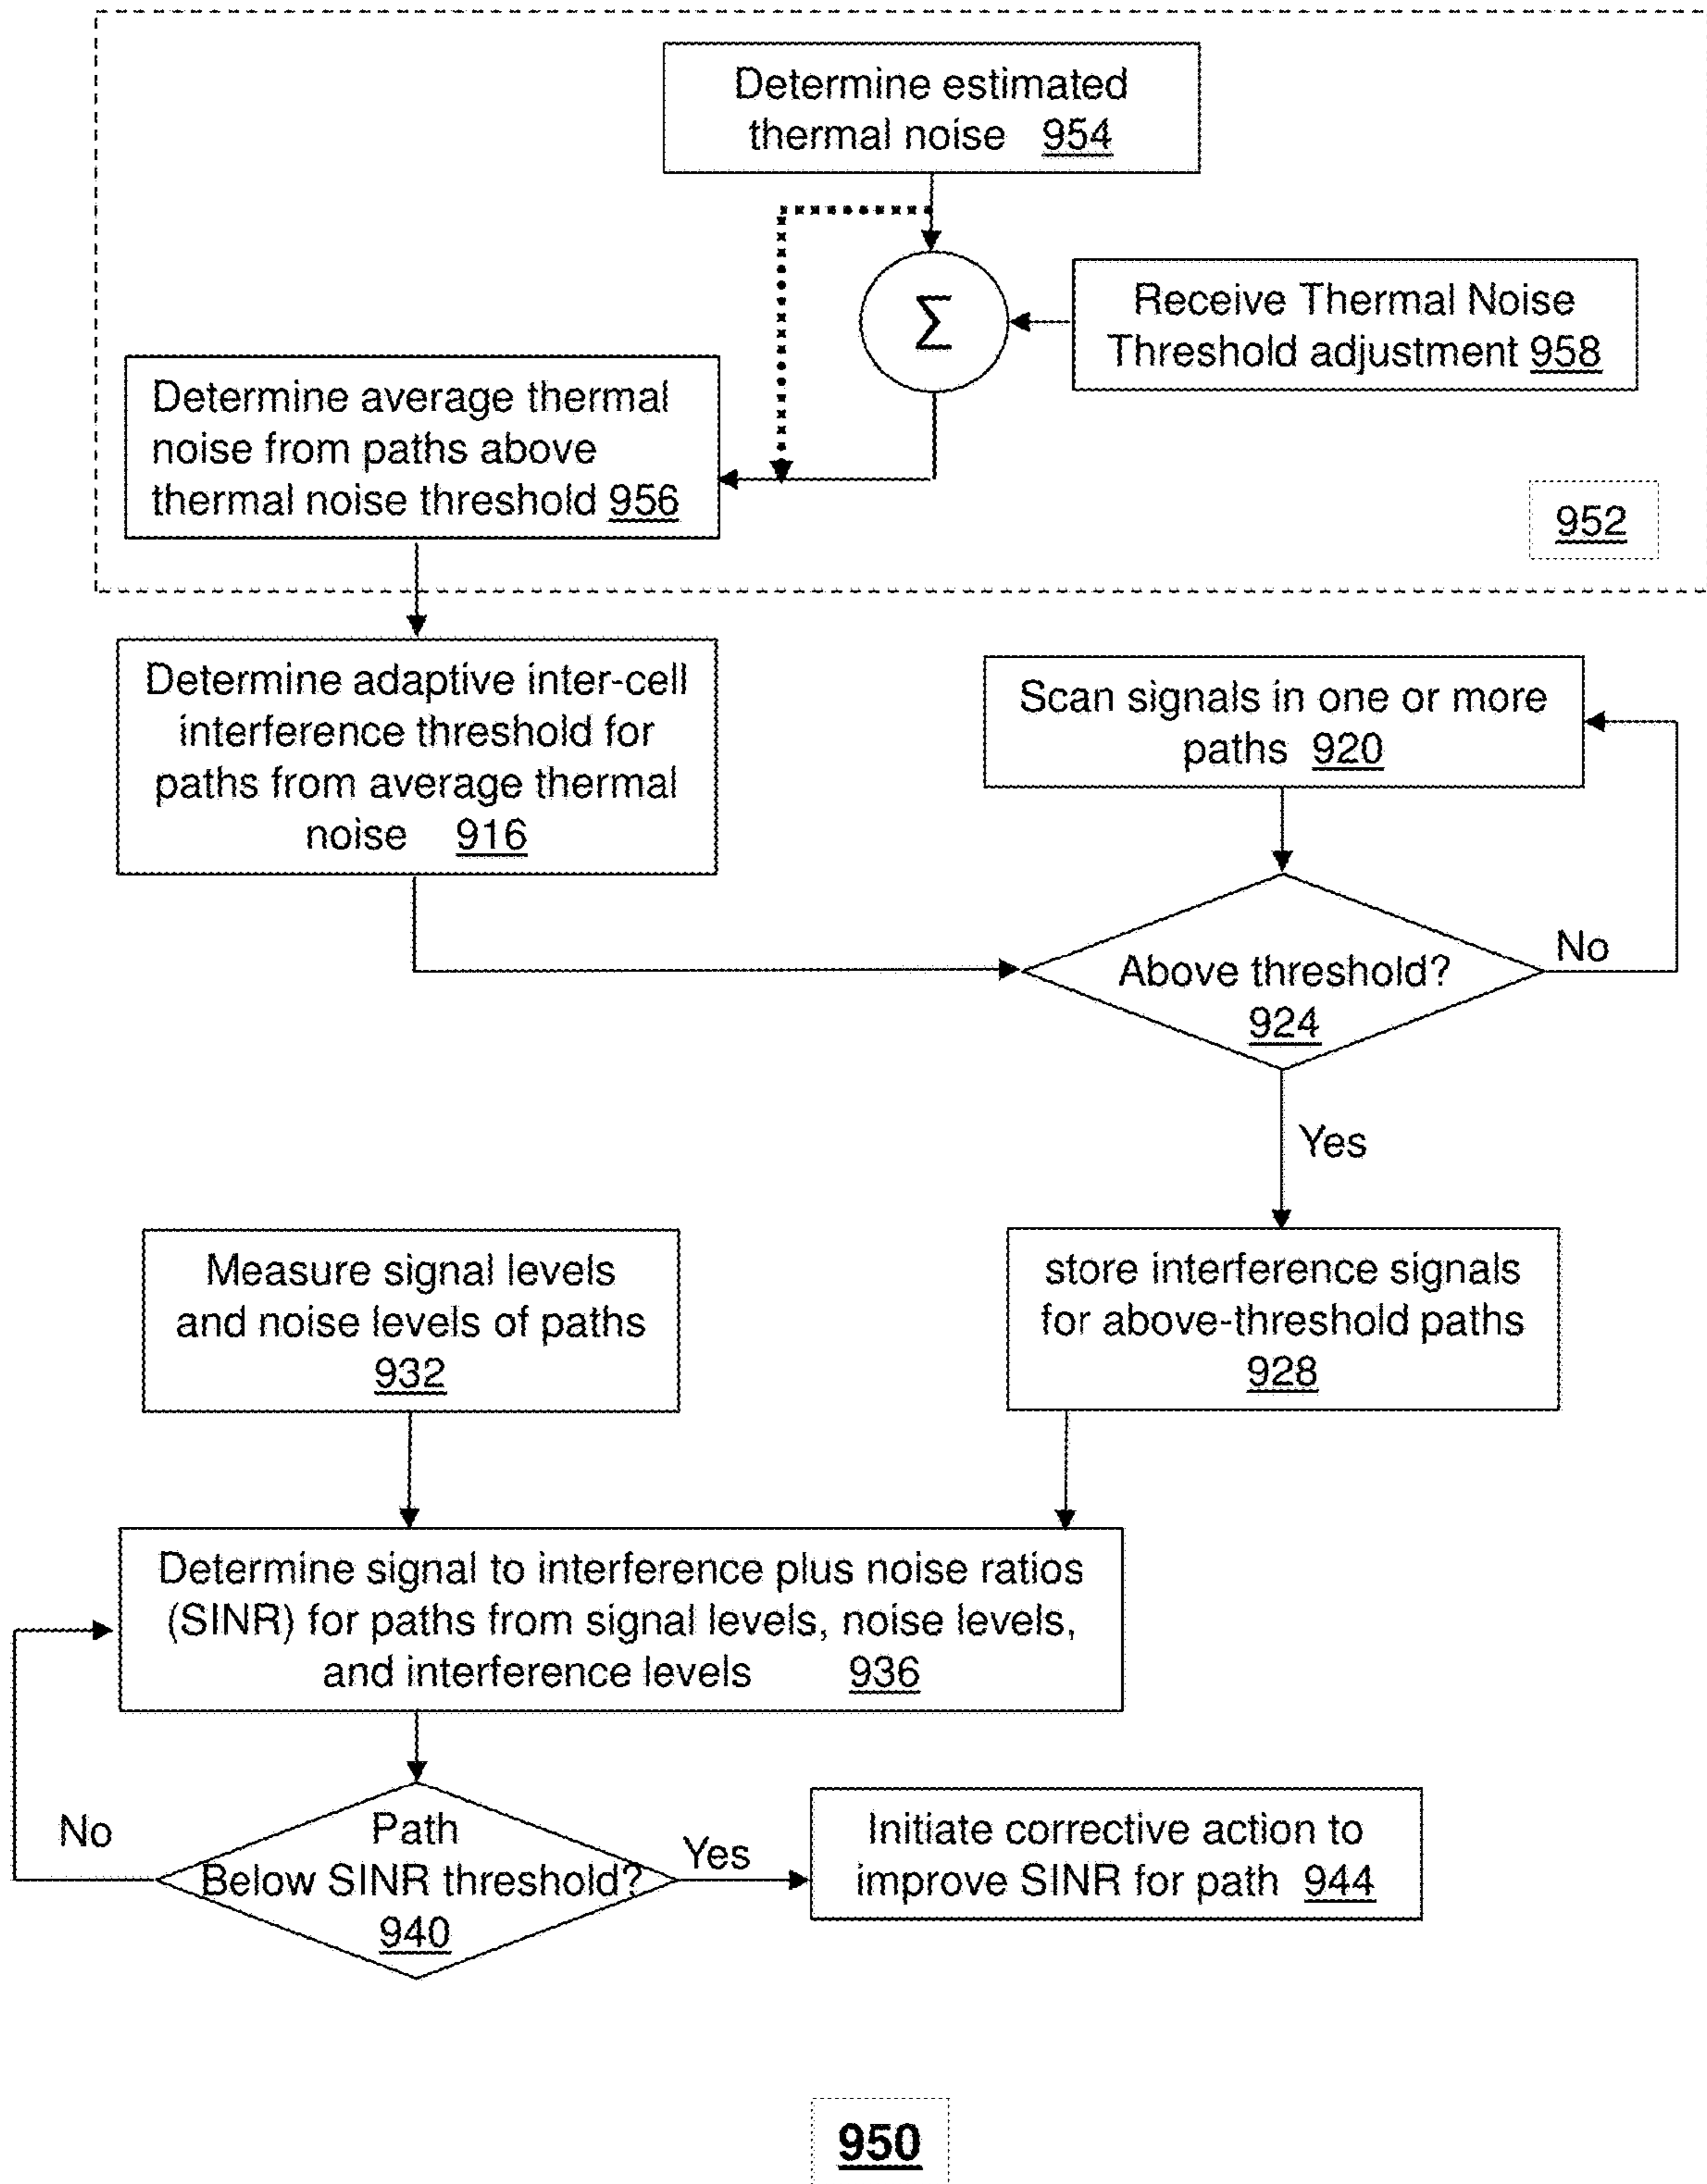 Determine estimated
thermal noise 954
Σ
Receive Thermal Noise
Threshold adjustment 958
Determine average thermal
noise from paths above
thermal noise threshold 956
952
Determine adaptive inter-cell
interference threshold for
paths from average thermal
noise 916
Scan signals in one or more
paths 920
Above threshold?
924
No
Yes
Measure signal levels
and noise levels of paths
932
store interference signals
for above-threshold paths
928
Determine signal to interference plus noise ratios
(SINR) for paths from signal levels, noise levels,
and interference levels 936
No
Path
Below SINR threshold?
940
Yes
Initiate corrective action to
improve SINR for path 944
950